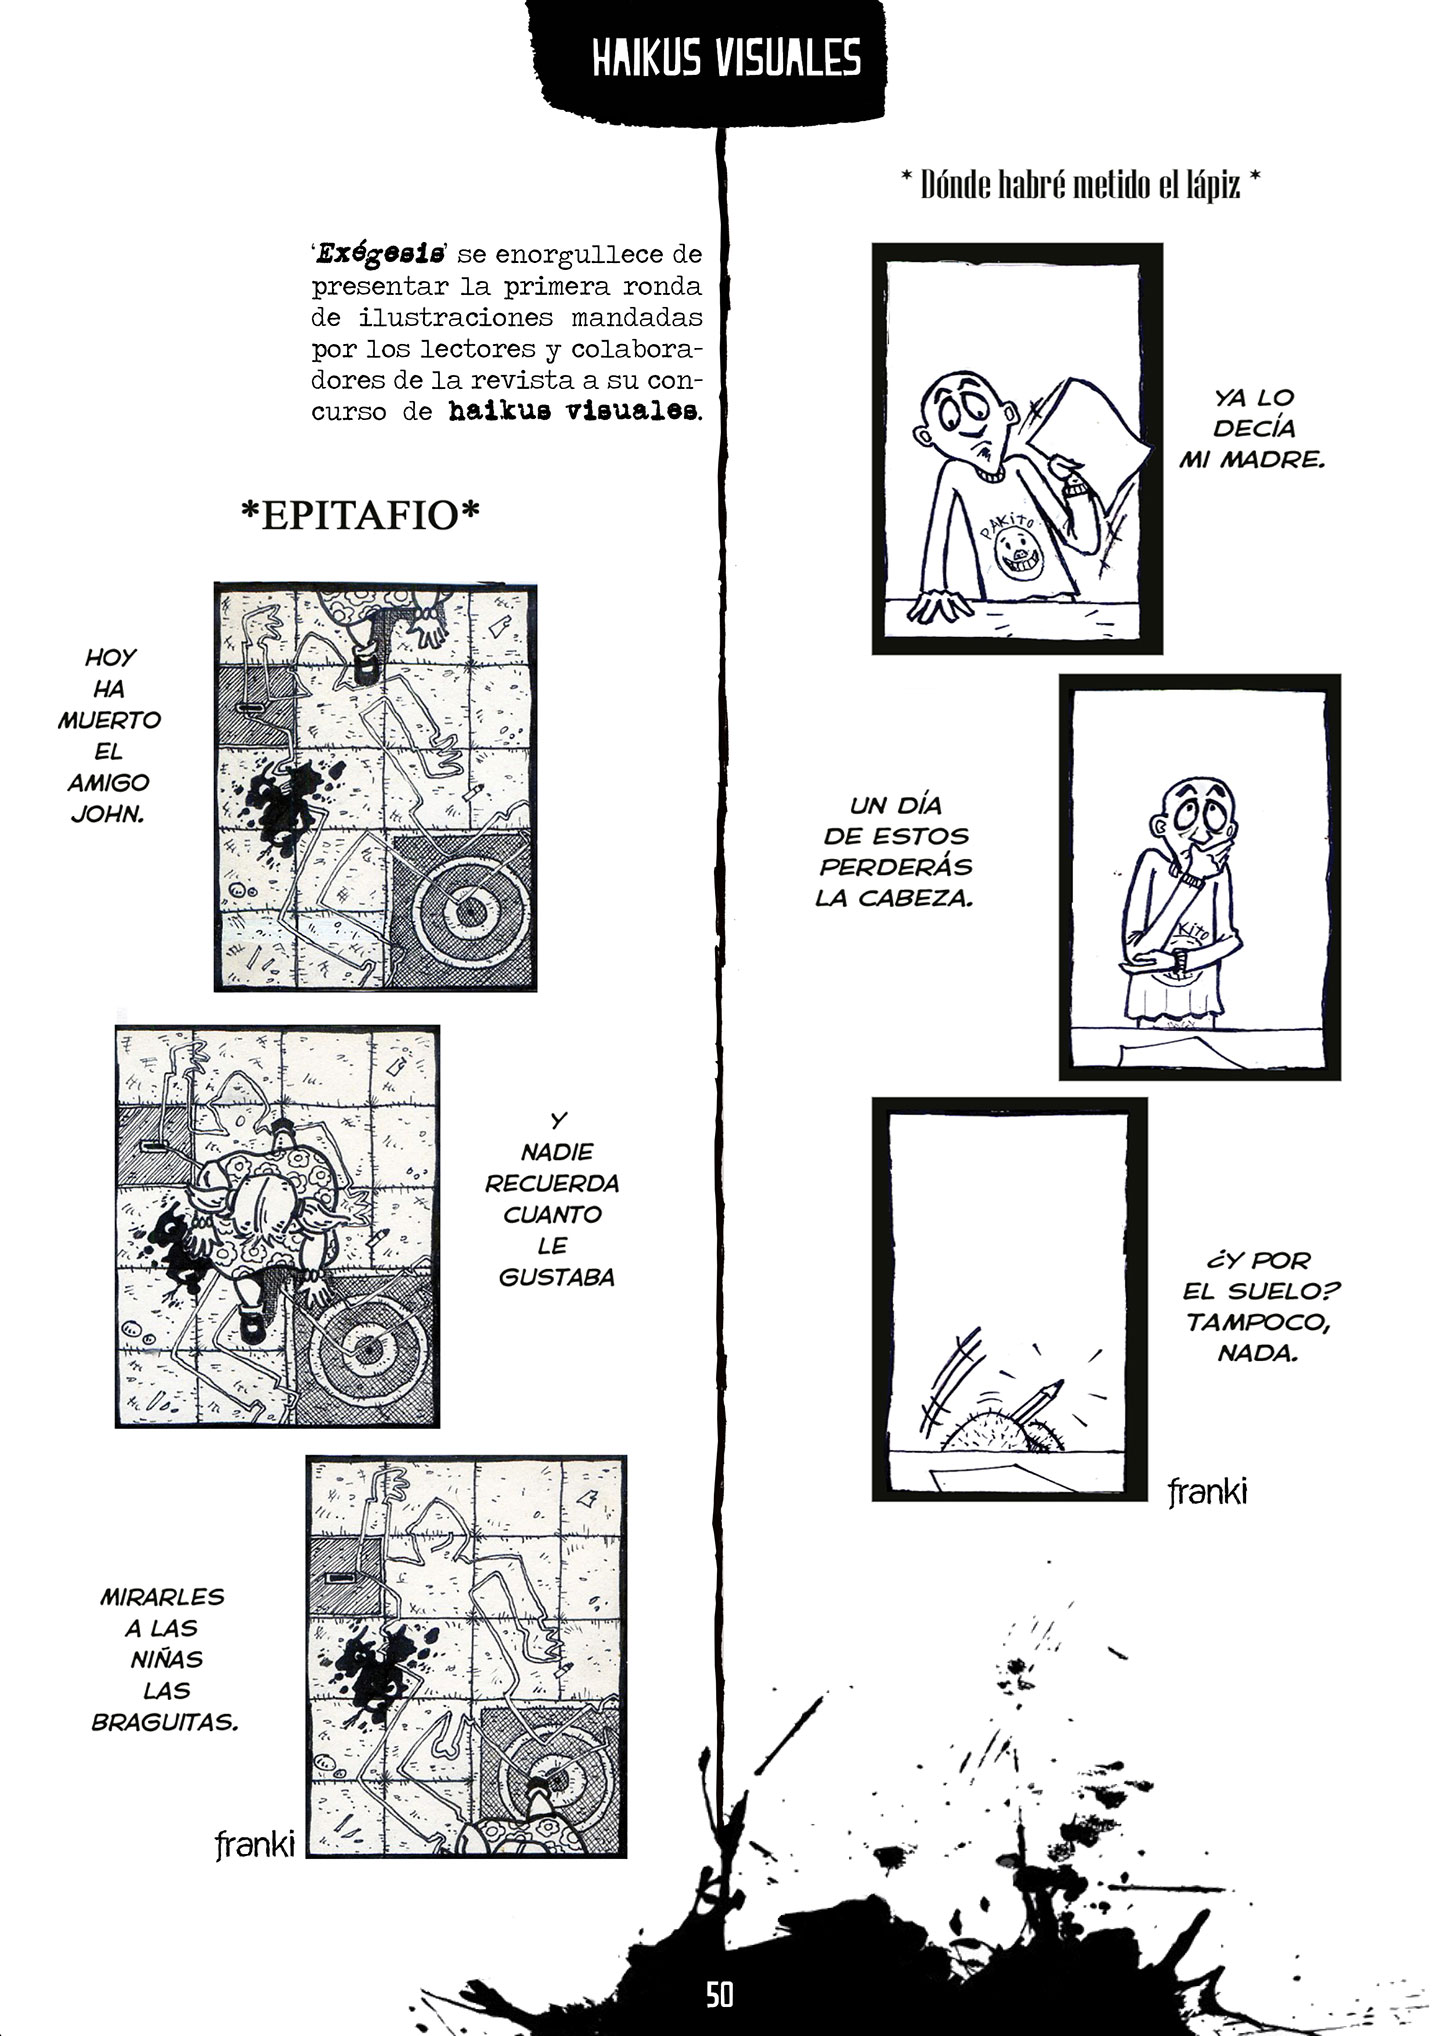 HAIKUS VISUALES
'Exégesis' se enorgullece de
presentar la primera ronda
de ilustraciones mandadas
por los lectores y colabora-
dores de la revista a su con-
curso de haikus visuales.
*EPITAFIO*
HOY
HA
MUERTO
EL
AMIGO
JOHN.
Y
NADIE
RECUERDA
CUANTO
LE
GUSTABA
MIRARLES
A LAS
NIÑAS
LAS
BRAGUITAS.
franki
* Dónde habré metido el lápiz *
YA LO
DECÍA
MI MADRE.
PAKITO
UN DÍA
DE ESTOS
PERDERÁS
LA CABEZA.
KITO
¿Y POR
EL SUELO?
TAMPOCO,
NADA.
franki
50